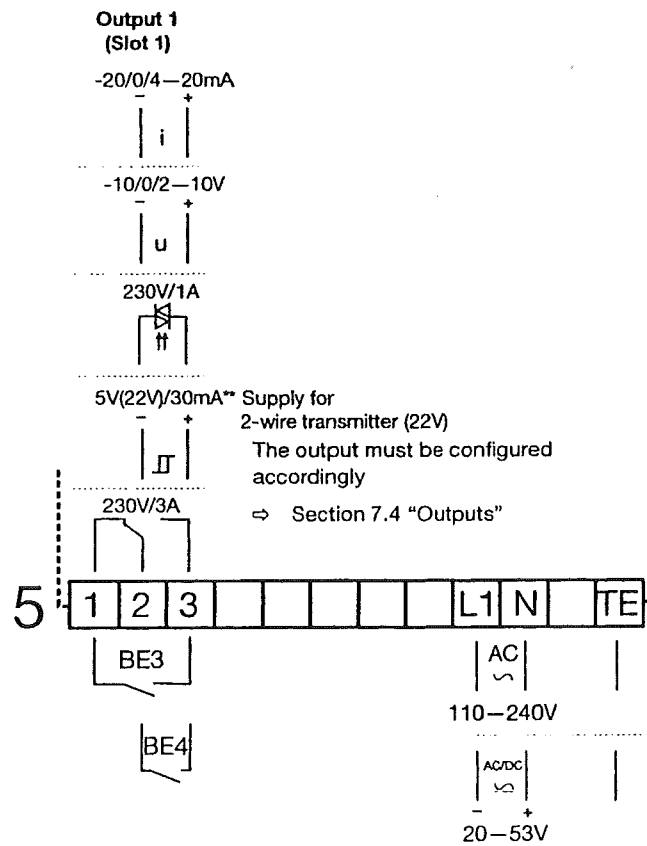 Output 1
(Slot 1)
-20/0/4—20mA
− +
i
-10/0/2—10V
− +
u
230V/1A
5V(22V)/30mA** Supply for
2-wire transmitter (22V)
− +
The output must be configured
accordingly
⇨ Section 7.4 “Outputs”
230V/3A
5 1 2 3 L1 N TE
BE3
AC
110—240V
BE4
AC/DC
− +
20—53V